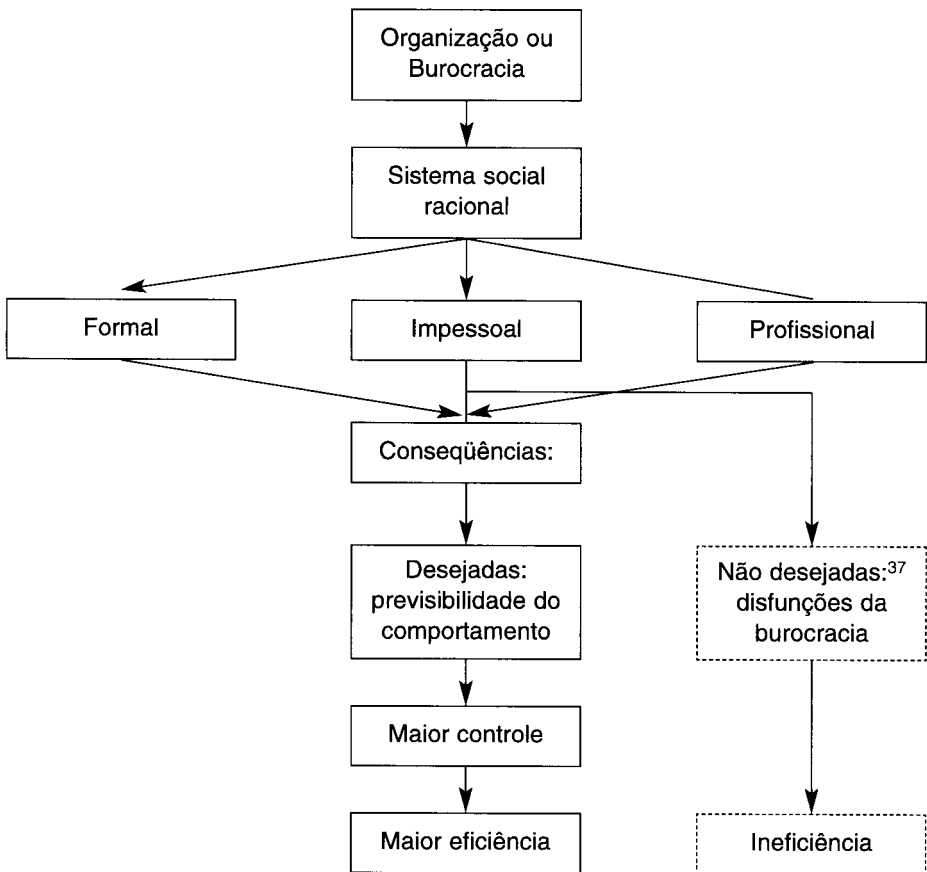 Organização ou
Burocracia
Sistema social
racional
Formal
Impessoal
Profissional
Conseqüências:
Desejadas:
previsibilidade do
comportamento
Não desejadas:37
disfunções da
burocracia
Maior controle
Maior eficiência
Ineficiência